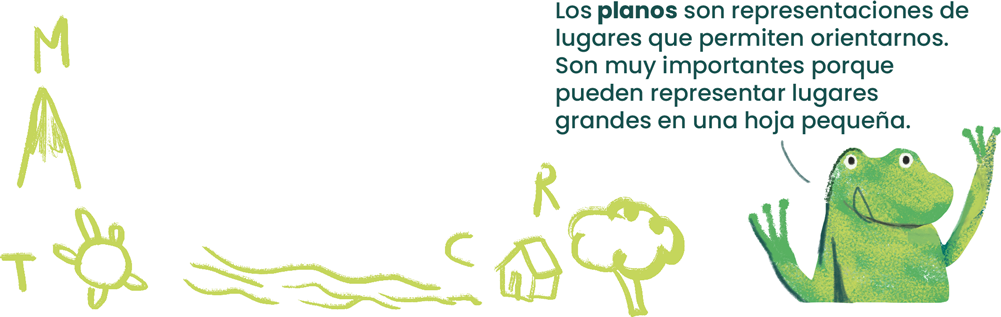 Los planos son representaciones de
lugares que permiten orientarnos.
Son muy importantes porque
pueden representar lugares
grandes en una hoja pequeña.
M
R
C
T